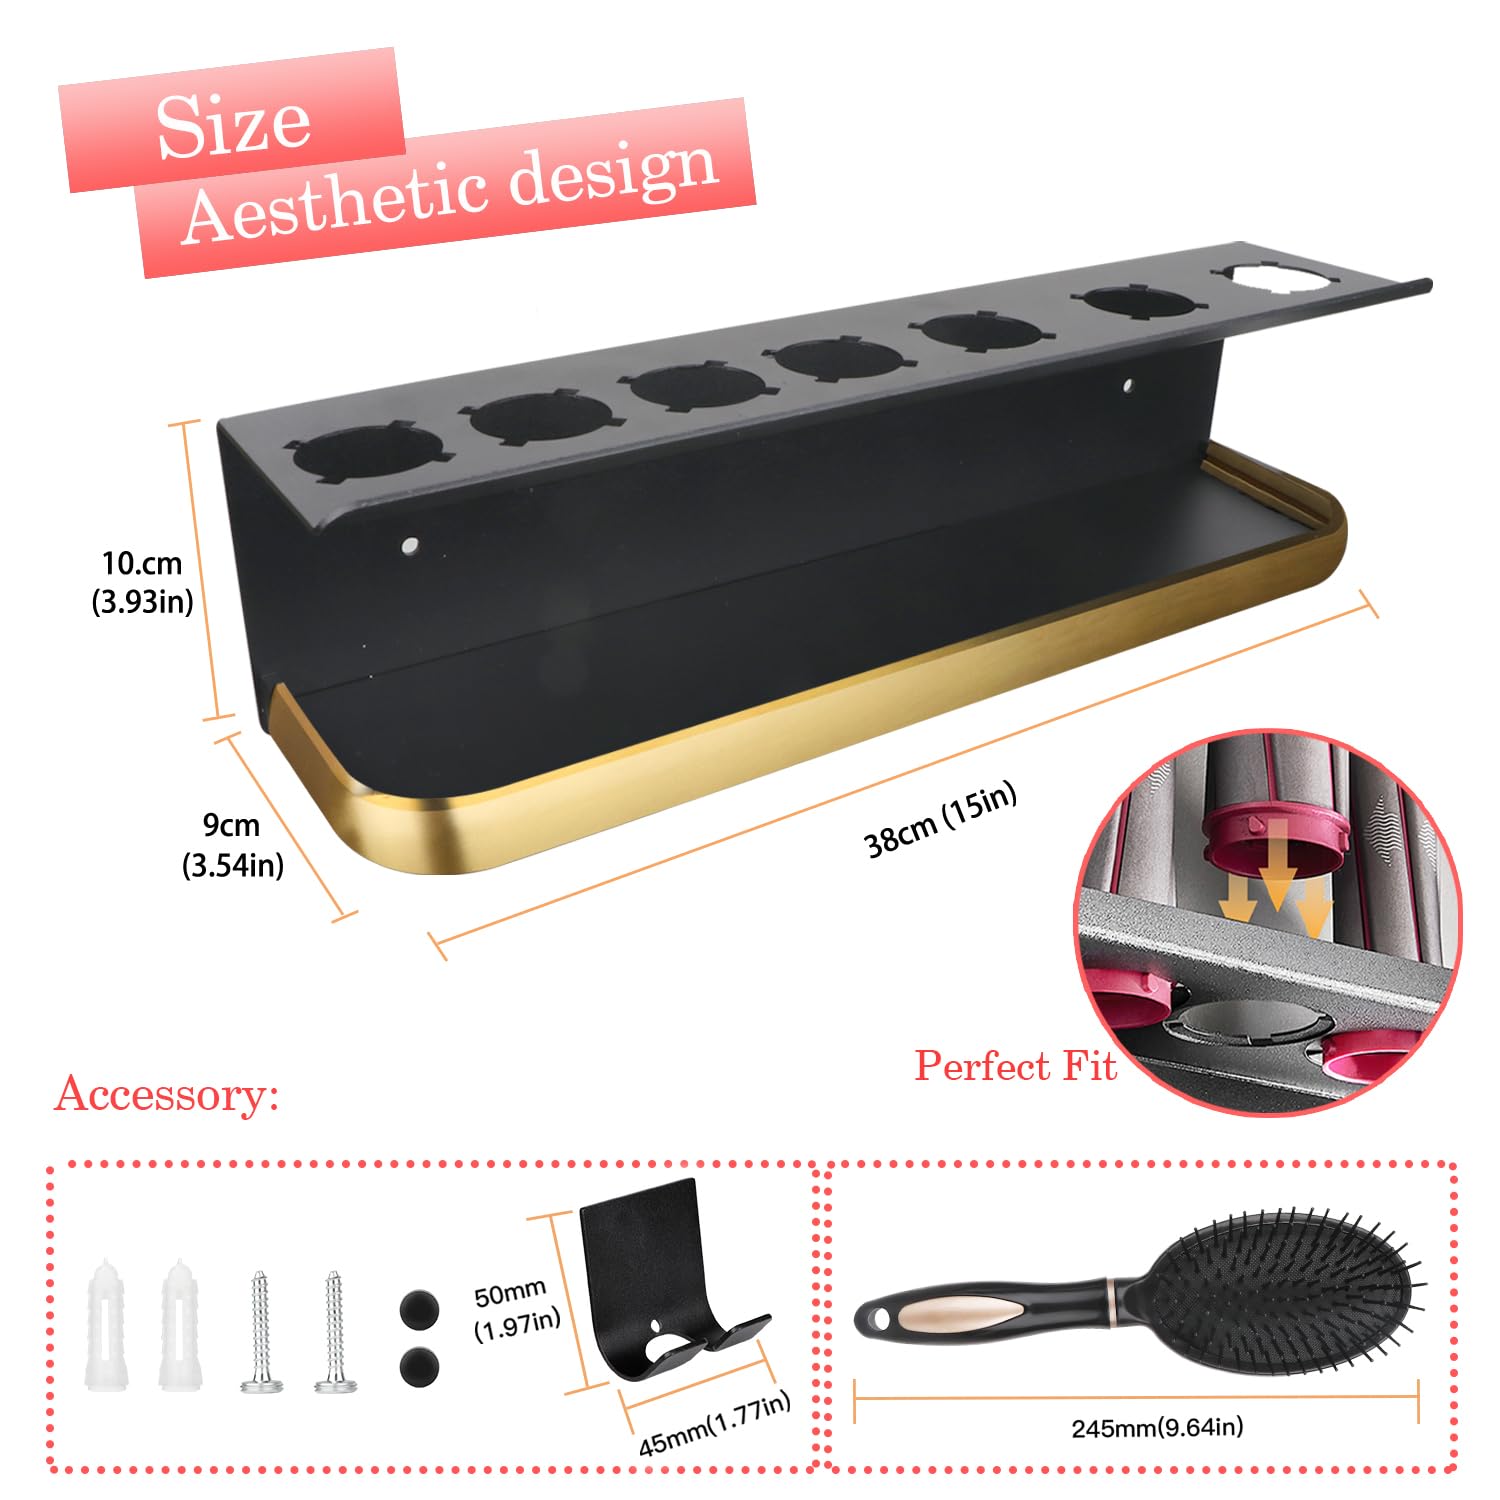 Size
Aesthetic design
10.cm
(3.93in)
9cm
(3.54in)
38cm (15in)
Perfect Fit
Accessory:
50mm
(1.97in)
45mm(1.77in)
245mm(9.64in)